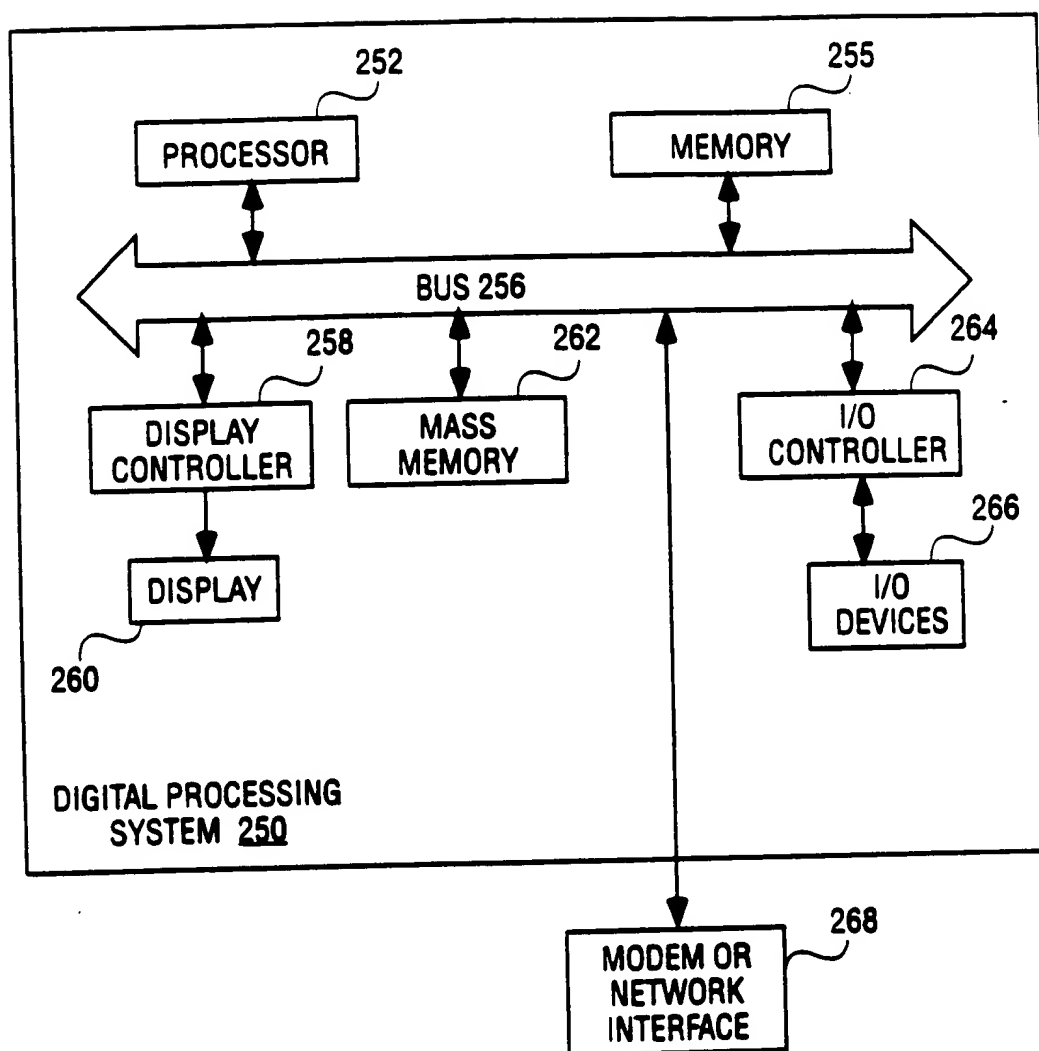 252
255
PROCESSOR
MEMORY
BUS 256
258
262
264
DISPLAY
CONTROLLER
MASS
MEMORY
I/O
CONTROLLER
266
DISPLAY
I/O
DEVICES
260
DIGITAL PROCESSING
SYSTEM 250
268
MODEM OR
NETWORK
INTERFACE